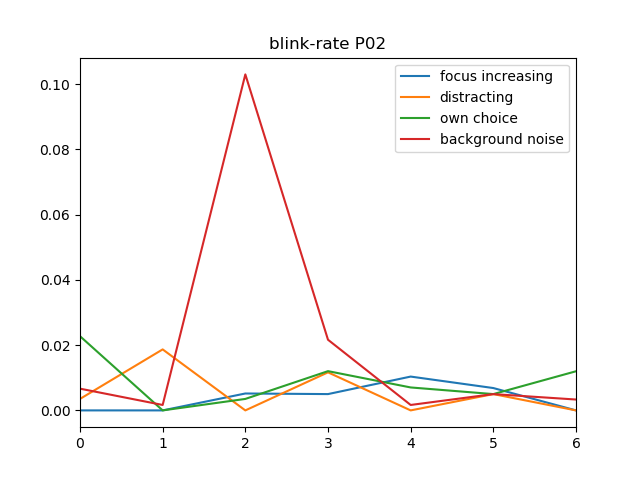 blink-rate P02
focus increasing
distracting
own choice
background noise
0.10
0.08
0.06
0.04
0.02
0.00
0 1 2 3 4 5 6